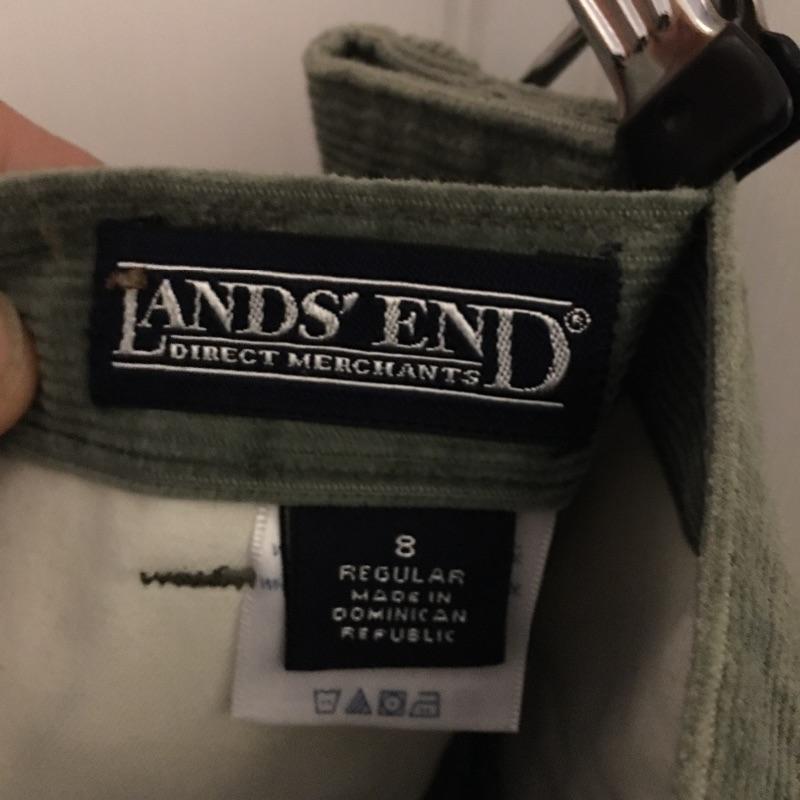 LANDS' END®
DIRECT MERCHANTS
8
REGULAR
MADE IN
DOMINICAN
REPUBLIC